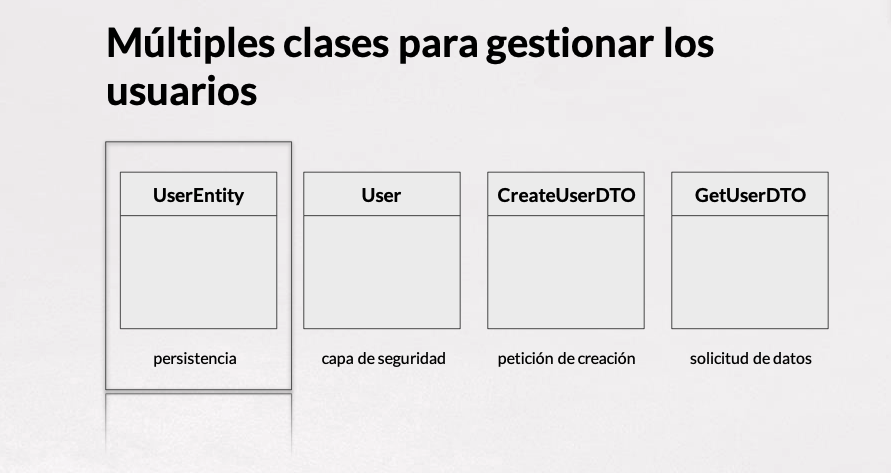 Múltiples clases para gestionar los
usuarios
UserEntity
User
CreateUserDTO
GetUserDTO
persistencia
capa de seguridad
petición de creación
solicitud de datos